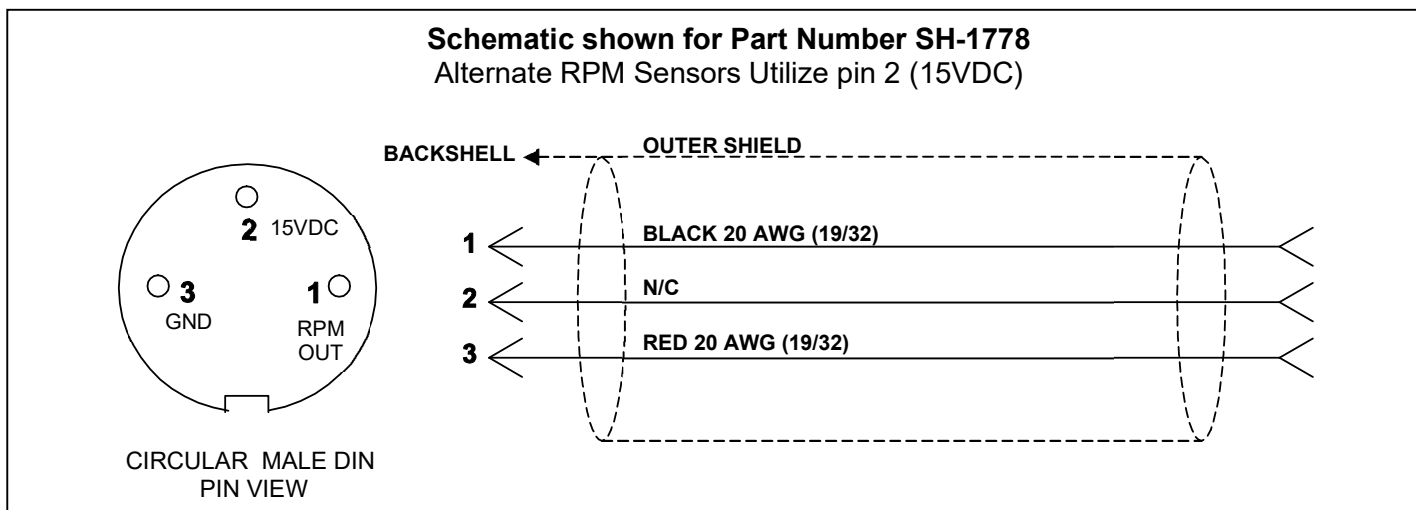 Schematic shown for Part Number SH-1778
Alternate RPM Sensors Utilize pin 2 (15VDC)
BACKSHELL
OUTER SHIELD
2 15VDC
3
GND
1
RPM
OUT
CIRCULAR MALE DIN
PIN VIEW
1 BLACK 20 AWG (19/32)
2 N/C
3 RED 20 AWG (19/32)